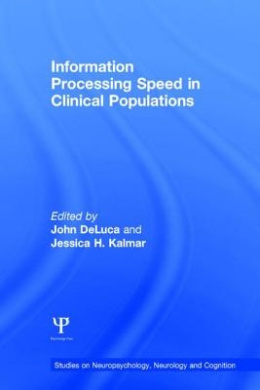 Information
Processing Speed in
Clinical Populations
Edited by
John DeLuca and
Jessica H. Kalmar
Ψ
Psychology Press
Studies on Neuropsychology, Neurology and Cognition